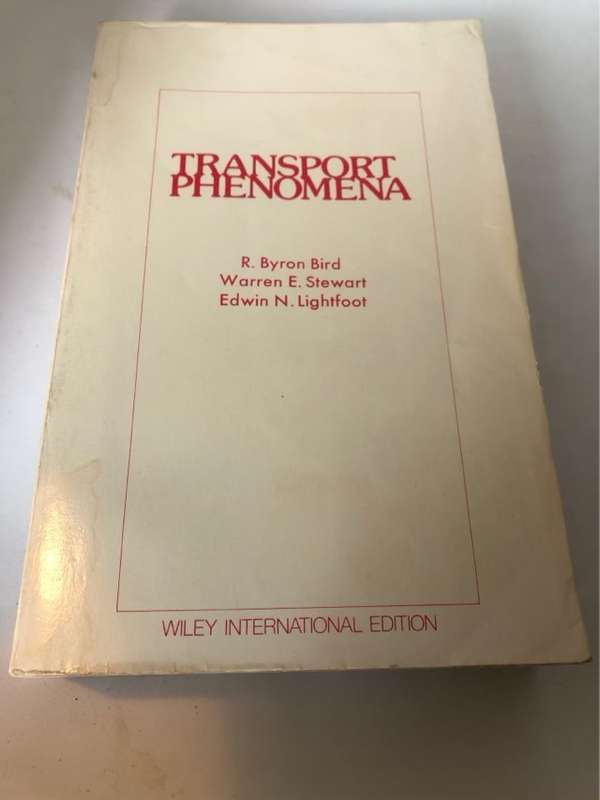 TRANSPORT
PHENOMENA
R. Byron Bird
Warren E. Stewart
Edwin N. Lightfoot
WILEY INTERNATIONAL EDITION